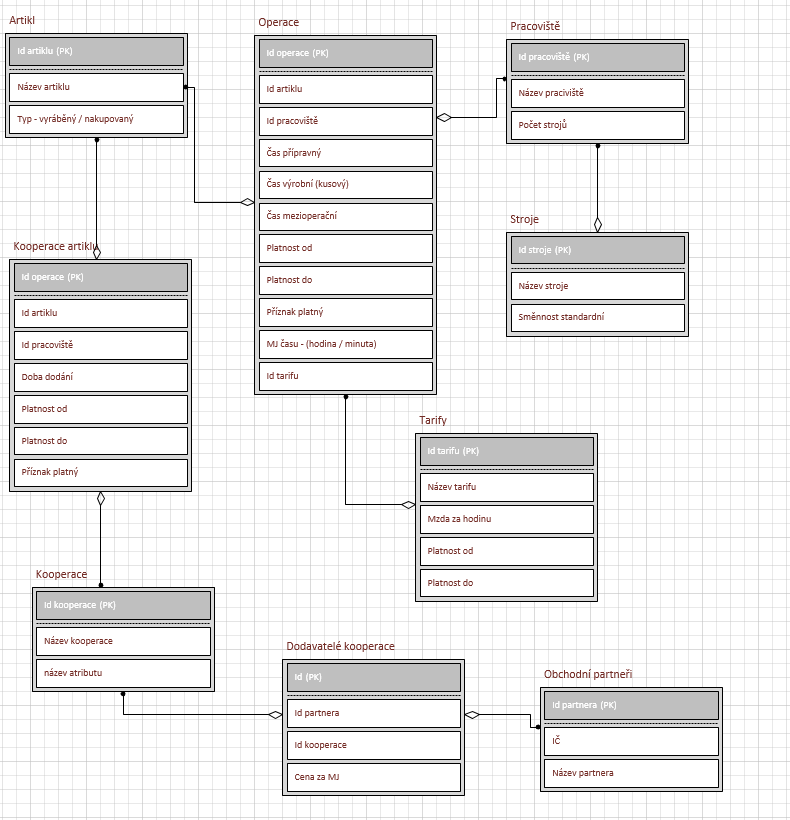 Artikl
Id artiklu (PK)
Název artiklu
Typ - vyráběný / nakupovaný
Operace
Id operace (PK)
Id artiklu
Id pracoviště
Čas přípravný
Čas výrobní (kusový)
Čas mezioperační
Platnost od
Platnost do
Příznak platný
MJ času - (hodina / minuta)
Id tarifu
Pracoviště
Id pracoviště (PK)
Název praciviště
Počet strojů
Stroje
Id stroje (PK)
Název stroje
Směnnost standardní
Kooperace artiklu
Id operace (PK)
Id artiklu
Id pracoviště
Doba dodání
Platnost od
Platnost do
Příznak platný
Tarify
Id tarifu (PK)
Název tarifu
Mzda za hodinu
Platnost od
Platnost do
Kooperace
Id kooperace (PK)
Název kooperace
název atributu
Dodavatelé kooperace
Id (PK)
Id partnera
Id kooperace
Cena za MJ
Obchodní partneři
Id partnera (PK)
IČ
Název partnera